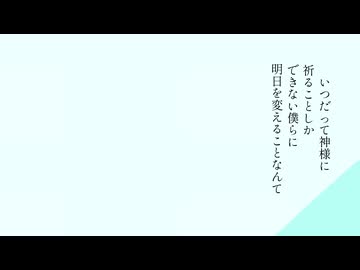 いつだって神様に
祈ることしか
できない僕らに
明日を変えることなんて